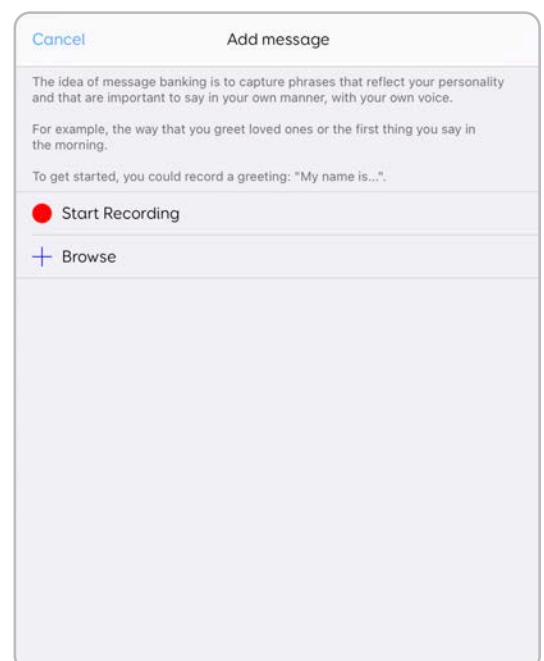 Cancel
Add message
The idea of message banking is to capture phrases that reflect your personality
and that are important to say in your own manner, with your own voice.
For example, the way that you greet loved ones or the first thing you say in
the morning.
To get started, you could record a greeting: "My name is...".
Start Recording
Browse